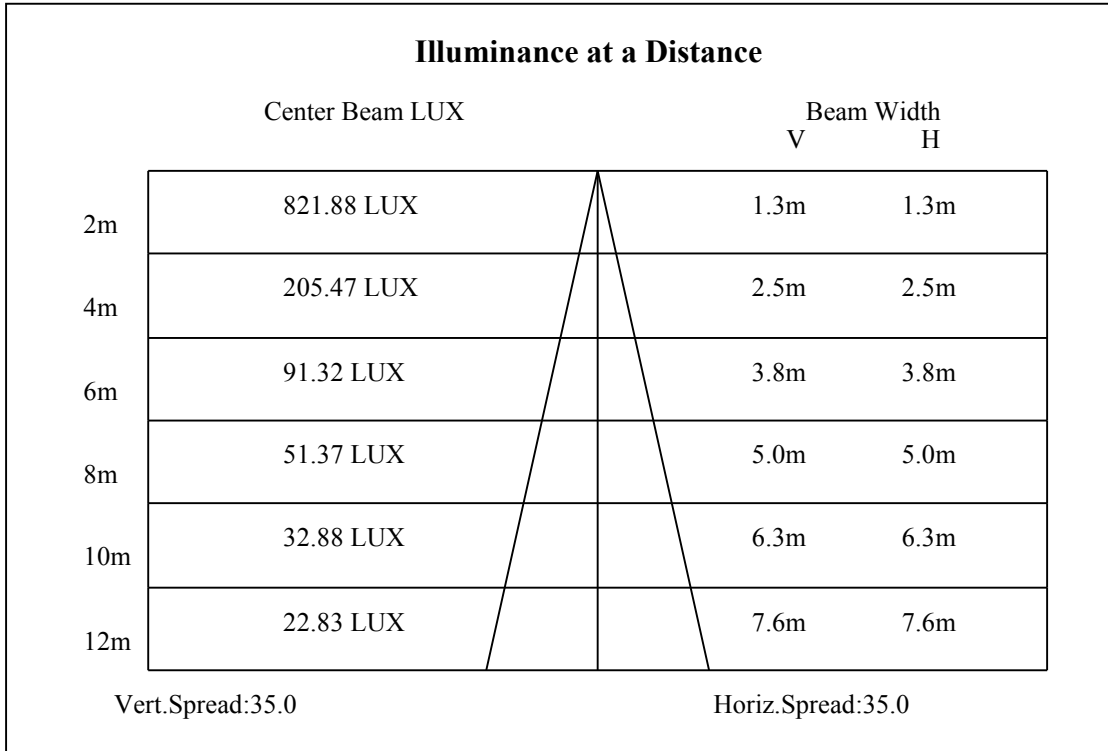 Illuminance at a Distance
Center Beam LUX Beam Width
V H
2m 821.88 LUX 1.3m 1.3m
4m 205.47 LUX 2.5m 2.5m
6m 91.32 LUX 3.8m 3.8m
8m 51.37 LUX 5.0m 5.0m
10m 32.88 LUX 6.3m 6.3m
12m 22.83 LUX 7.6m 7.6m
Vert.Spread:35.0 Horiz.Spread:35.0